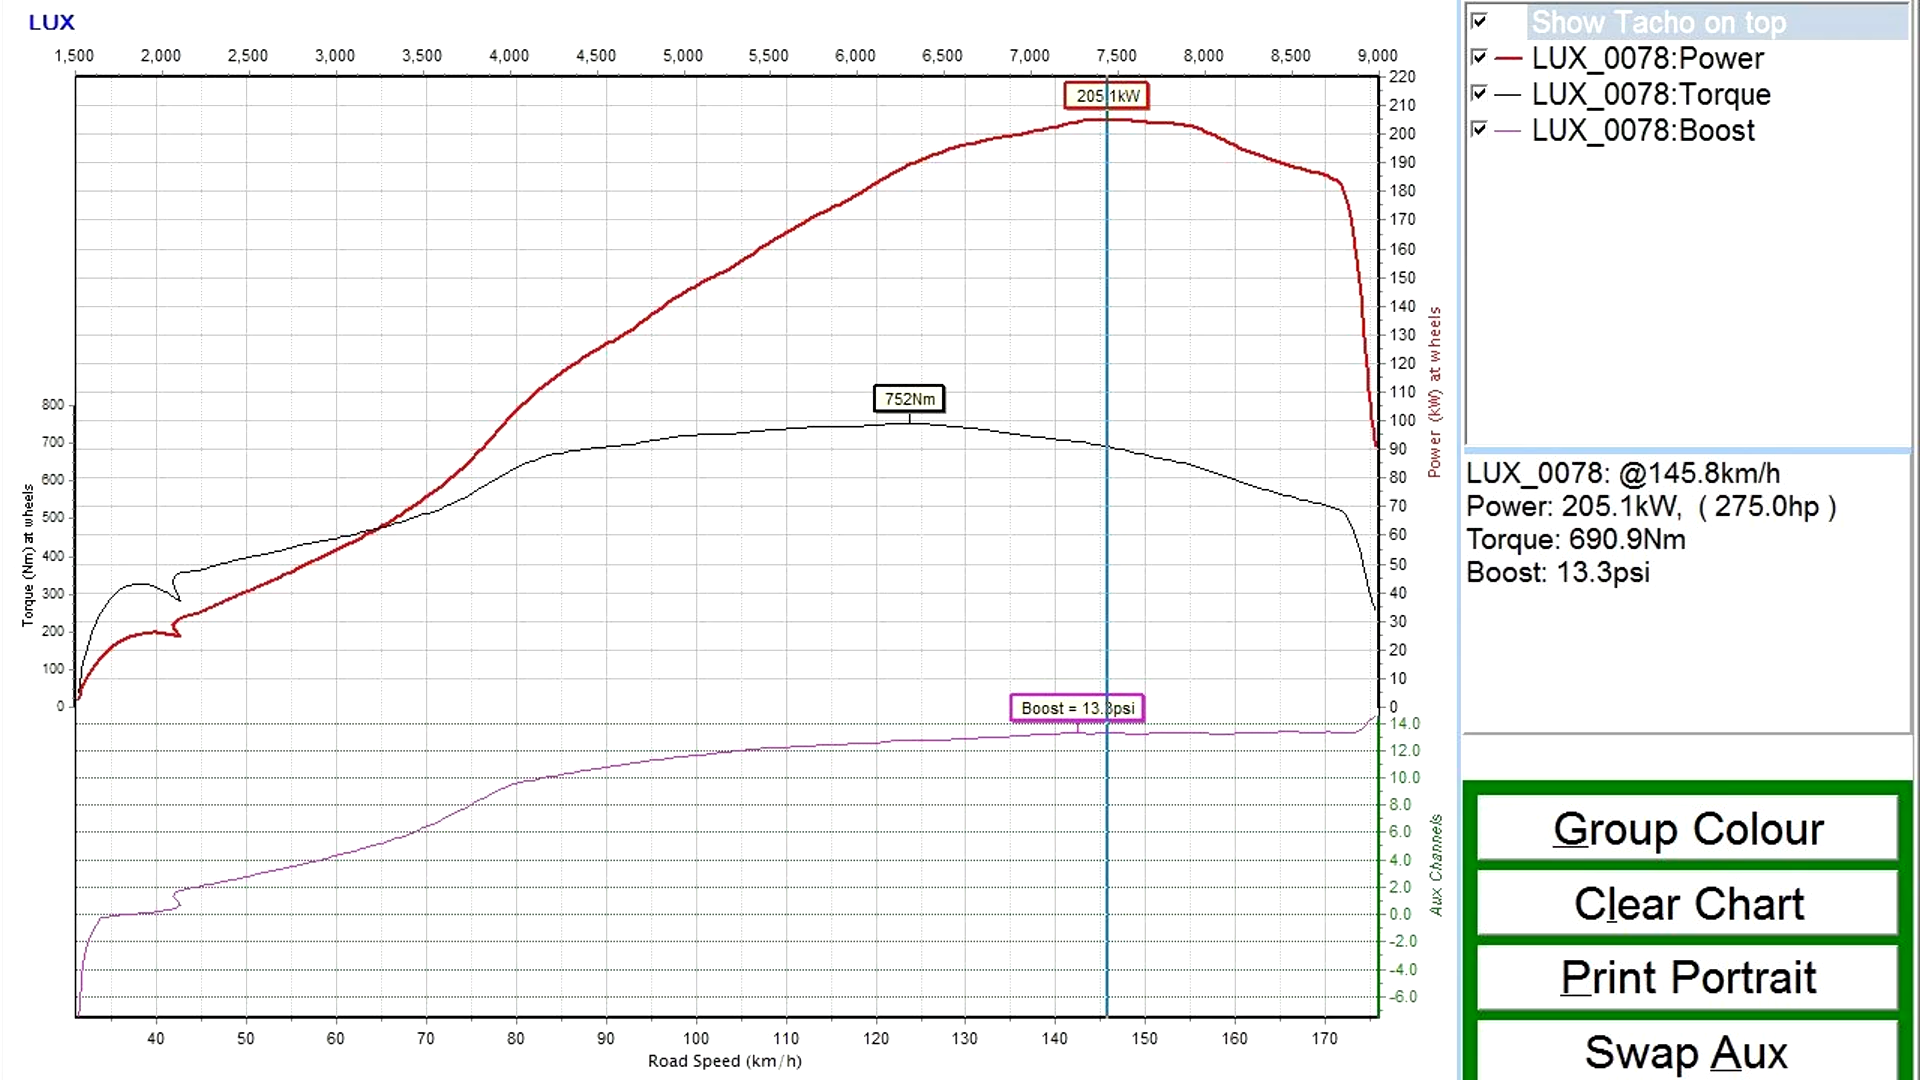 LUX
1,500 2,000 2,500 3,000 3,500 4,000 4,500 5,000 5,500 6,000 6,500 7,000 7,500 8,000 8,500 9,000
205.1kW
752Nm
Boost = 13.3psi
800
700
600
500
400
300
200
100
0
Torque (Nm) at wheels
220
210
200
190
180
170
160
150
140
130
120
110
100
90
80
70
60
50
40
30
20
10
0
Power (kW) at wheels
14.0
12.0
10.0
8.0
6.0
4.0
2.0
0.0
-2.0
-4.0
-6.0
Aux Channels
40 50 60 70 80 90 100 110 120 130 140 150 160 170
Road Speed (km/h)
Show Tacho on top
LUX_0078:Power
LUX_0078:Torque
LUX_0078:Boost
LUX_0078: @145.8km/h
Power: 205.1kW, ( 275.0hp )
Torque: 690.9Nm
Boost: 13.3psi
Group Colour
Clear Chart
Print Portrait
Swap Aux